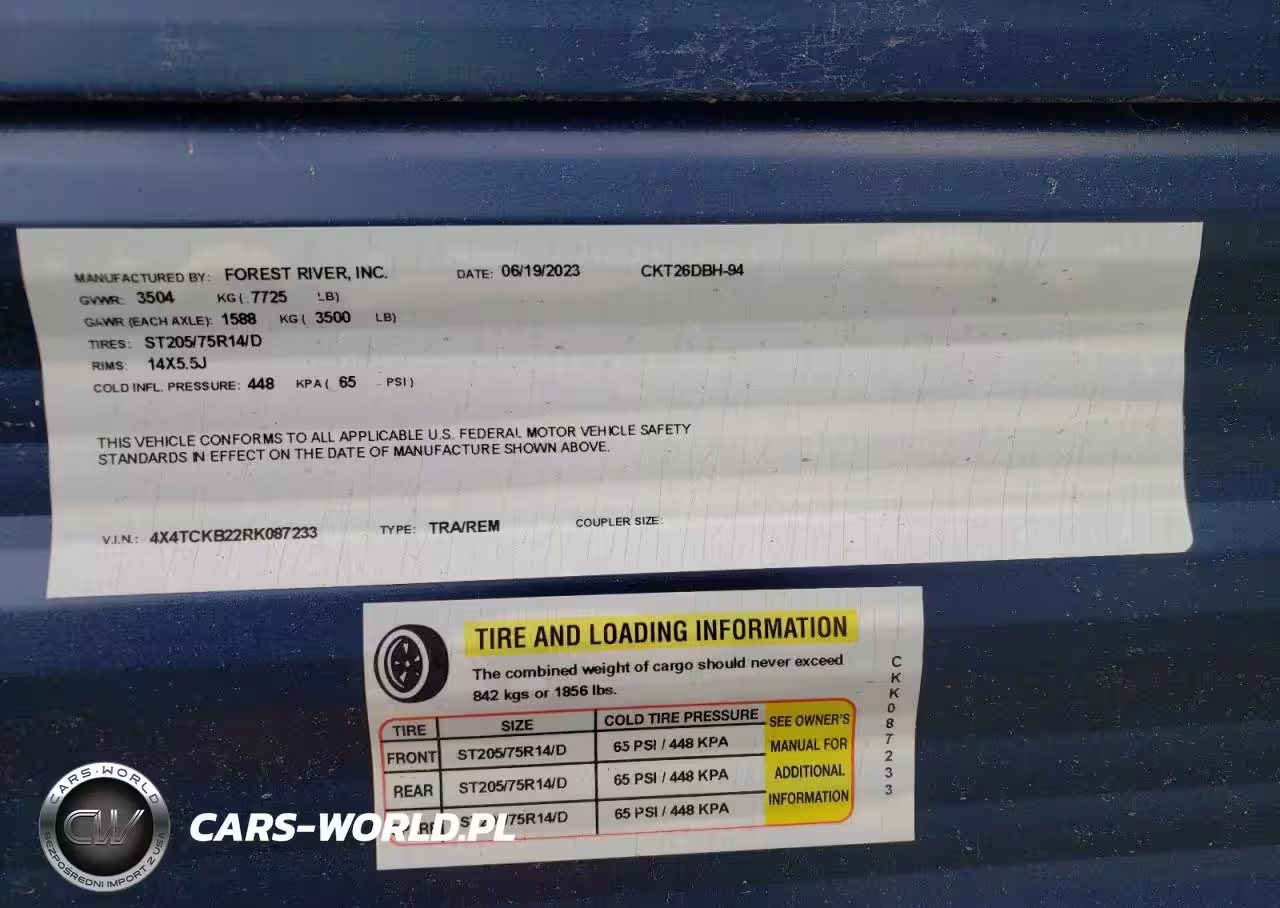 MANUFACTURED BY: FOREST RIVER, INC. DATE: 06/19/2023 CKT26DBH-94
GVWR: 3504 KG ( 7725 LB)
GAWR (EACH AXLE): 1588 KG ( 3500 LB)
TIRES: ST205/75R14/D
RIMS: 14X5.5J
COLD INFL. PRESSURE: 448 KPA ( 65 PSI )
THIS VEHICLE CONFORMS TO ALL APPLICABLE U.S. FEDERAL MOTOR VEHICLE SAFETY
STANDARDS IN EFFECT ON THE DATE OF MANUFACTURE SHOWN ABOVE.
V.I.N.: 4X4TCKB22RK087233 TYPE: TRA/REM COUPLER SIZE:
TIRE AND LOADING INFORMATION
The combined weight of cargo should never exceed
842 kgs or 1856 lbs.
TIRE SIZE COLD TIRE PRESSURE
FRONT ST205/75R14/D 65 PSI / 448 KPA
REAR ST205/75R14/D 65 PSI / 448 KPA
65 PSI / 448 KPA
SEE OWNER'S
MANUAL FOR
ADDITIONAL
INFORMATION
CKK087233
CARS-WORLD
CW
BEZPOŚREDNI IMPORT Z USA
CARS-WORLD.PL